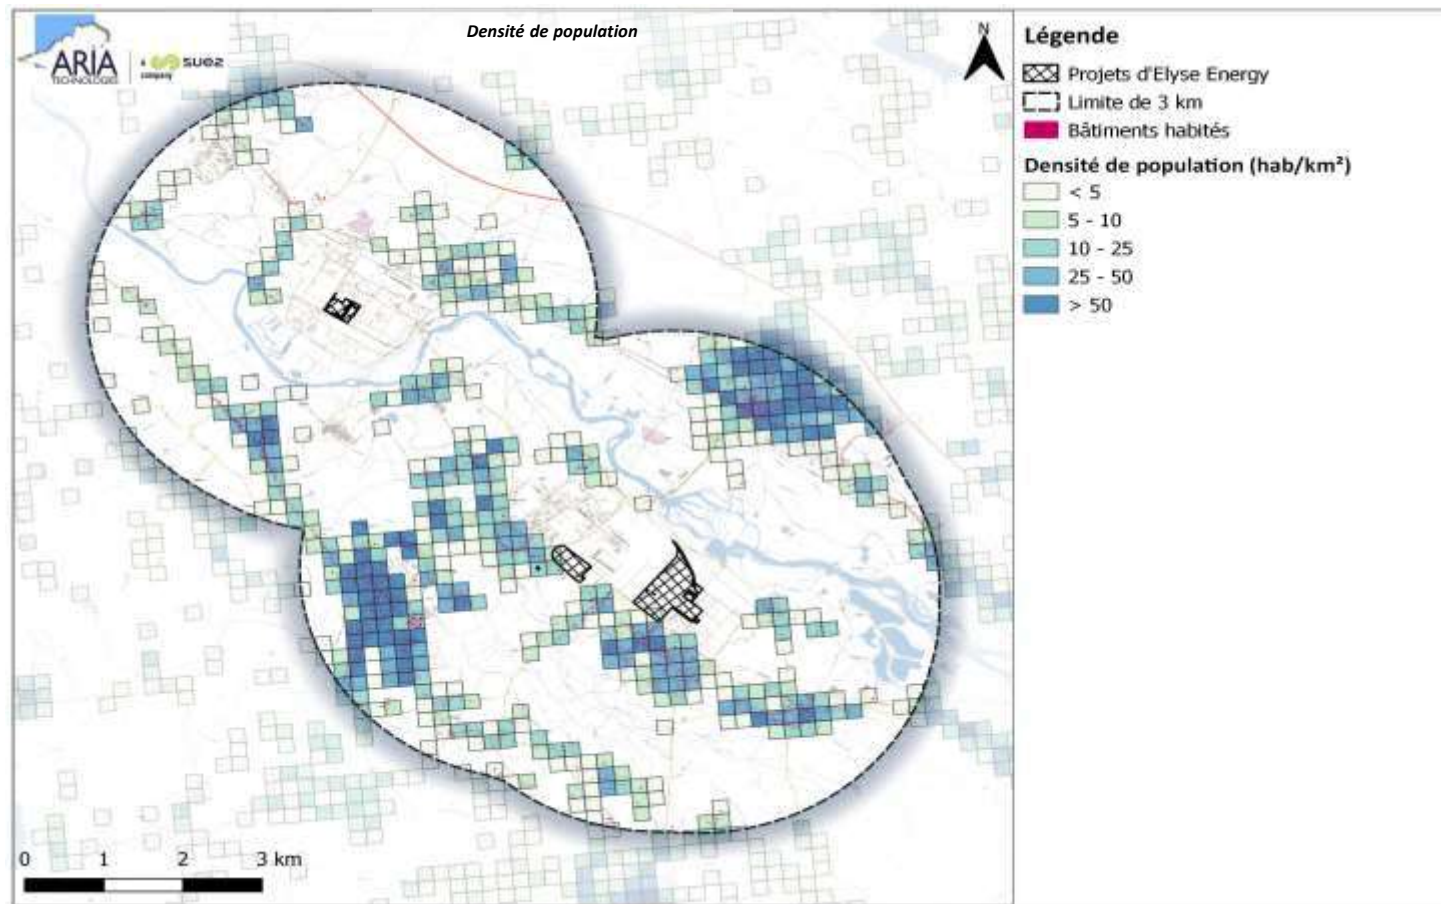 Densité de population
ARIA
TECHNOLOGIES
a
suez
company
N
Légende
Projets d'Elyse Energy
Limite de 3 km
Bâtiments habités
Densité de population (hab/km²)
< 5
5 - 10
10 - 25
25 - 50
> 50
0 1 2 3 km